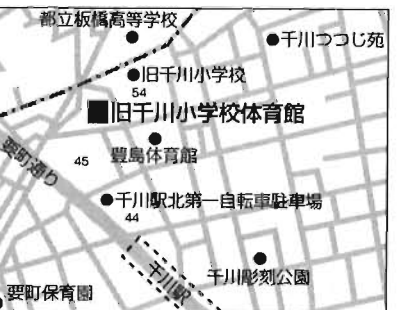 都立板橋高等学校
千川つつじ苑
旧千川小学校
54
旧千川小学校体育館
豊島体育館
要町通り
45
千川駅北第一自転車駐車場
44
千川駅
千川彫刻公園
要町保育園